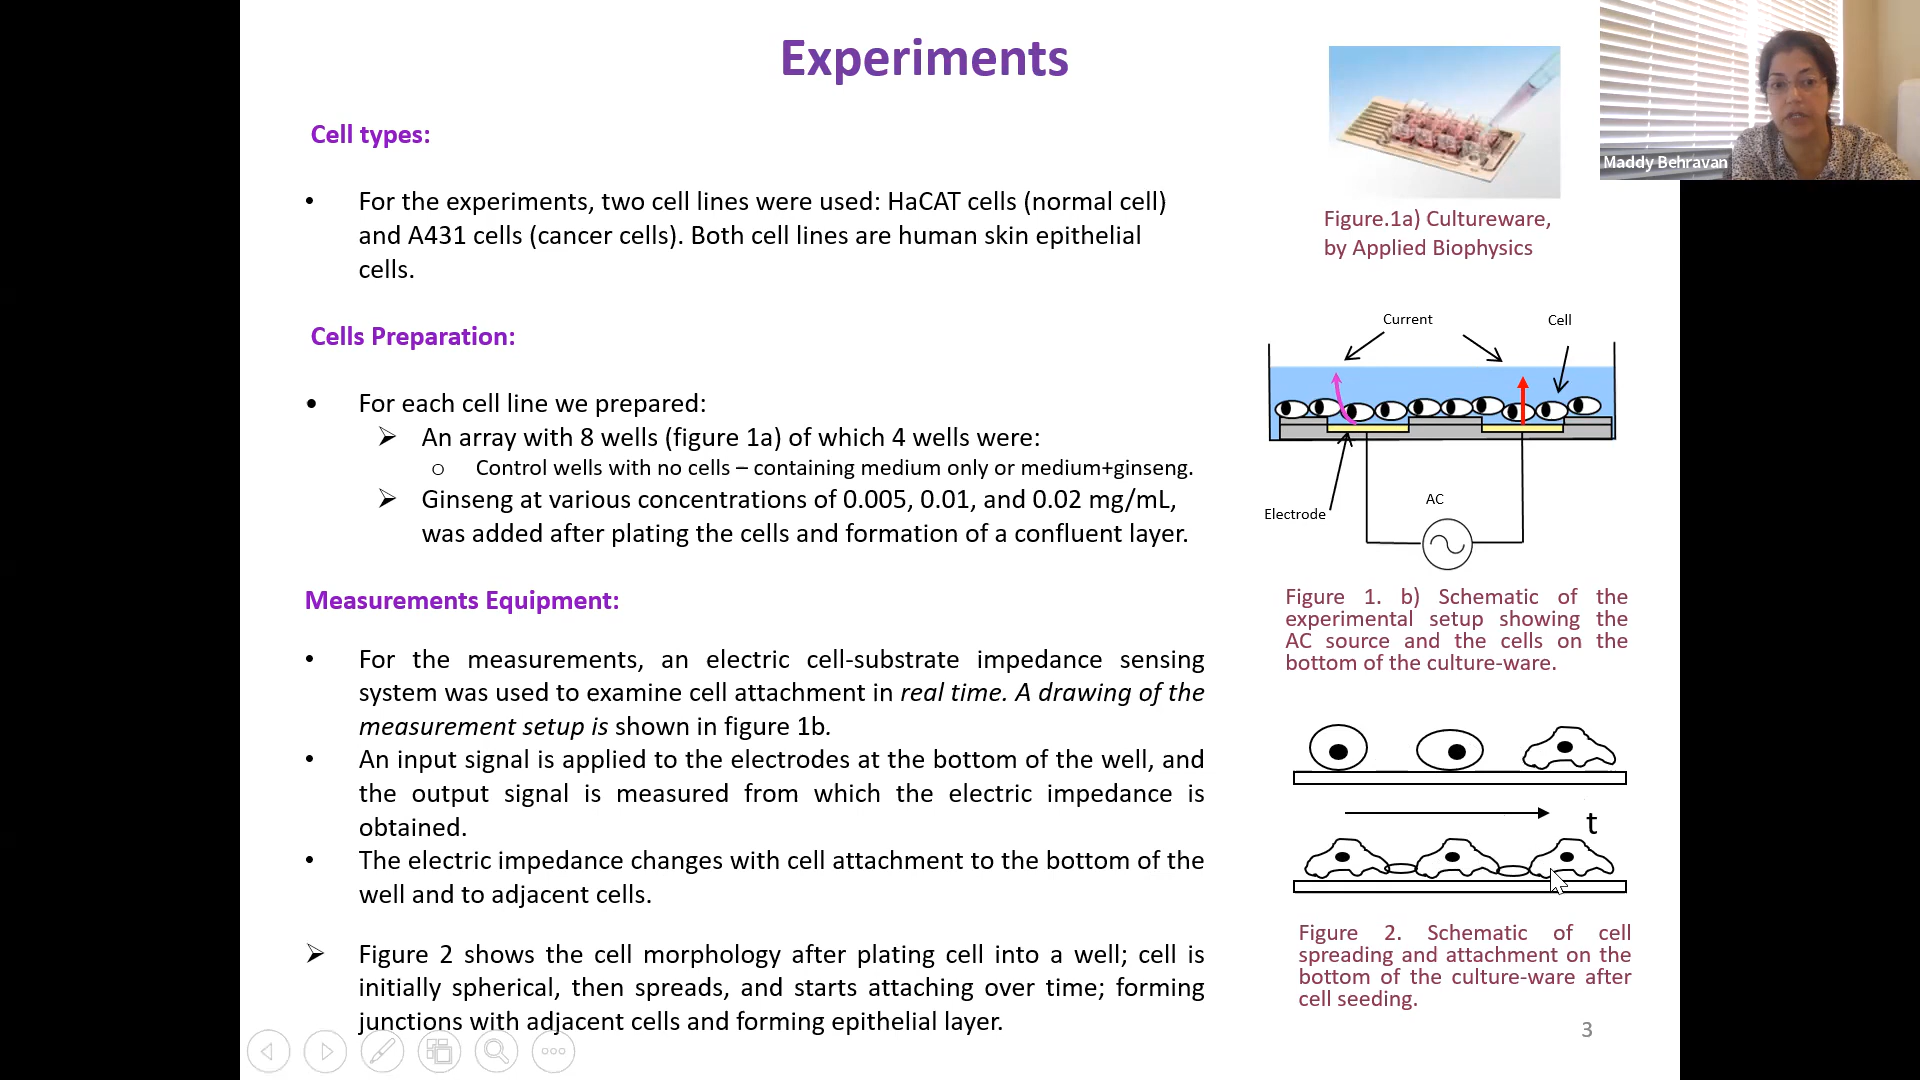 Experiments
Cell types:
• For the experiments, two cell lines were used: HaCAT cells (normal cell)
and A431 cells (cancer cells). Both cell lines are human skin epithelial
cells.
Cells Preparation:
• For each cell line we prepared:
➢ An array with 8 wells (figure 1a) of which 4 wells were:
o Control wells with no cells – containing medium only or medium+ginseng.
➢ Ginseng at various concentrations of 0.005, 0.01, and 0.02 mg/mL,
was added after plating the cells and formation of a confluent layer.
Measurements Equipment:
• For the measurements, an electric cell-substrate impedance sensing
system was used to examine cell attachment in real time. A drawing of the
measurement setup is shown in figure 1b.
• An input signal is applied to the electrodes at the bottom of the well, and
the output signal is measured from which the electric impedance is
obtained.
• The electric impedance changes with cell attachment to the bottom of the
well and to adjacent cells.
➢ Figure 2 shows the cell morphology after plating cell into a well; cell is
initially spherical, then spreads, and starts attaching over time; forming
junctions with adjacent cells and forming epithelial layer.
Figure.1a) Cultureware,
by Applied Biophysics
Current
Cell
Electrode
AC
Figure 1. b) Schematic of the
experimental setup showing the
AC source and the cells on the
bottom of the culture-ware.
t
Figure 2. Schematic of cell
spreading and attachment on the
bottom of the culture-ware after
cell seeding.
3
Maddy Behravan